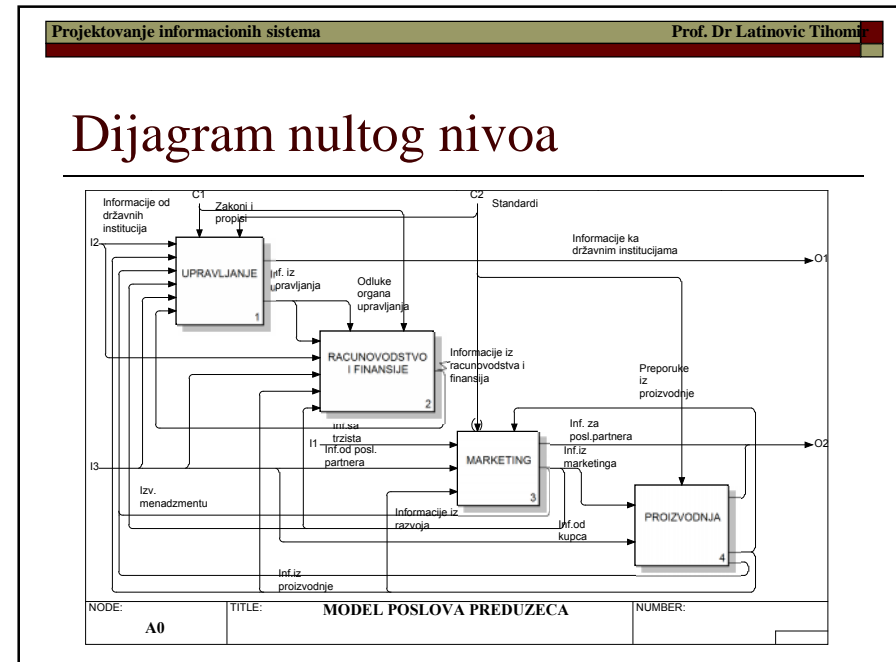 Projektovanje informacionih sistema
Prof. Dr Latinovic Tihomir
Dijagram nultog nivoa
C1
C2
Informacije od
državnih
institucija
Zakoni i
propisi
Standardi
I2
Informacije ka
državnim institucijama
O1
UPRAVLJANJE
1
Inf. iz
upravljanja
Odluke
organa
upravljanja
RACUNOVODSTVO
I FINANSIJE
2
Informacije iz
racunovodstva i
finansija
Preporuke
iz
proizvodnje
Inf.sa
trzista
I1
Inf.od posl.
partnera
Inf. za
posl.partnera
O2
Inf.iz
marketinga
MARKETING
3
I3
Izv.
menadzmentu
Informacije iz
razvoja
Inf.od
kupca
PROIZVODNJA
4
Inf.iz
proizvodnje
NODE:
A0
TITLE:
MODEL POSLOVA PREDUZECA
NUMBER: